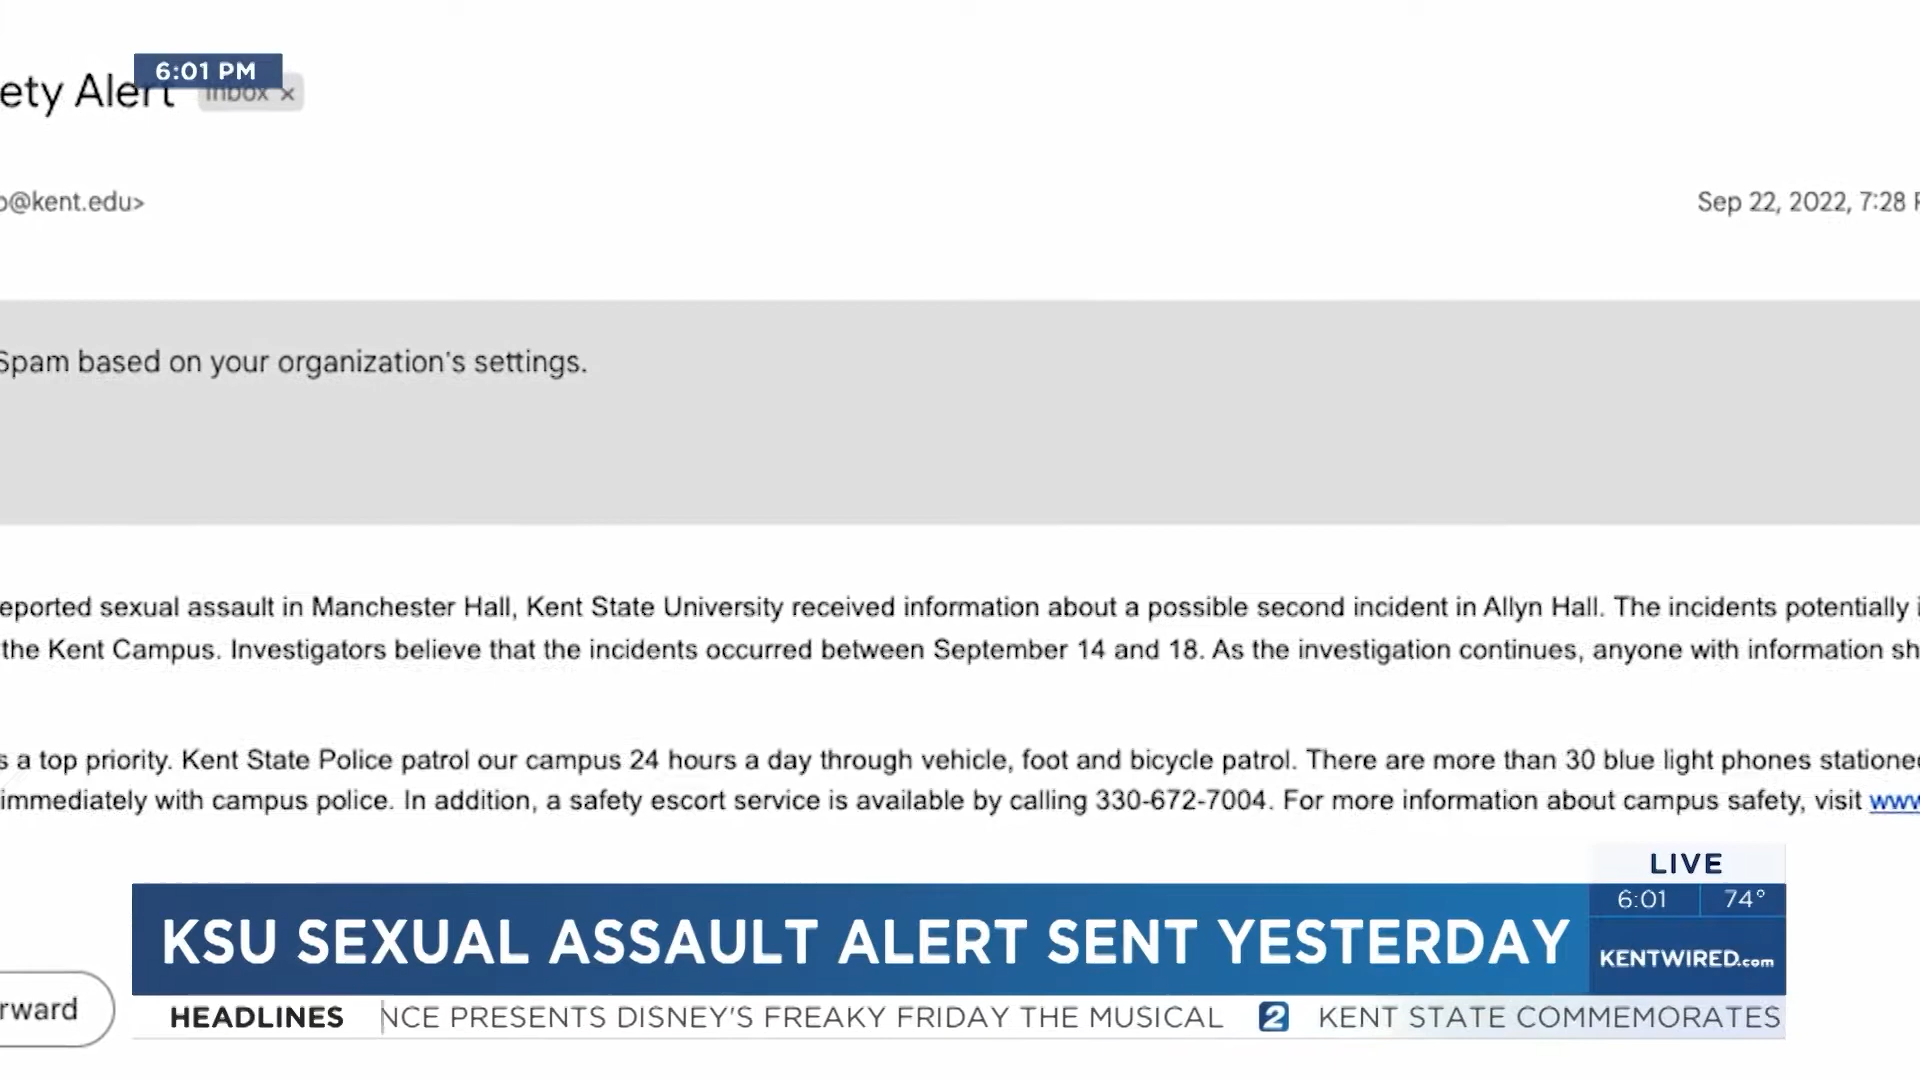 6:01 PM
ety Alert Inbox ×
@kent.edu>
Sep 22, 2022, 7:28
Spam based on your organization's settings.
eported sexual assault in Manchester Hall, Kent State University received information about a possible second incident in Allyn Hall. The incidents potentially
the Kent Campus. Investigators believe that the incidents occurred between September 14 and 18. As the investigation continues, anyone with information sh
s a top priority. Kent State Police patrol our campus 24 hours a day through vehicle, foot and bicycle patrol. There are more than 30 blue light phones statione
immediately with campus police. In addition, a safety escort service is available by calling 330-672-7004. For more information about campus safety, visit www
LIVE
6:01 74°
KSU SEXUAL ASSAULT ALERT SENT YESTERDAY
KENTWIRED.com
rward
HEADLINES NCE PRESENTS DISNEY'S FREAKY FRIDAY THE MUSICAL 2 KENT STATE COMMEMORATES